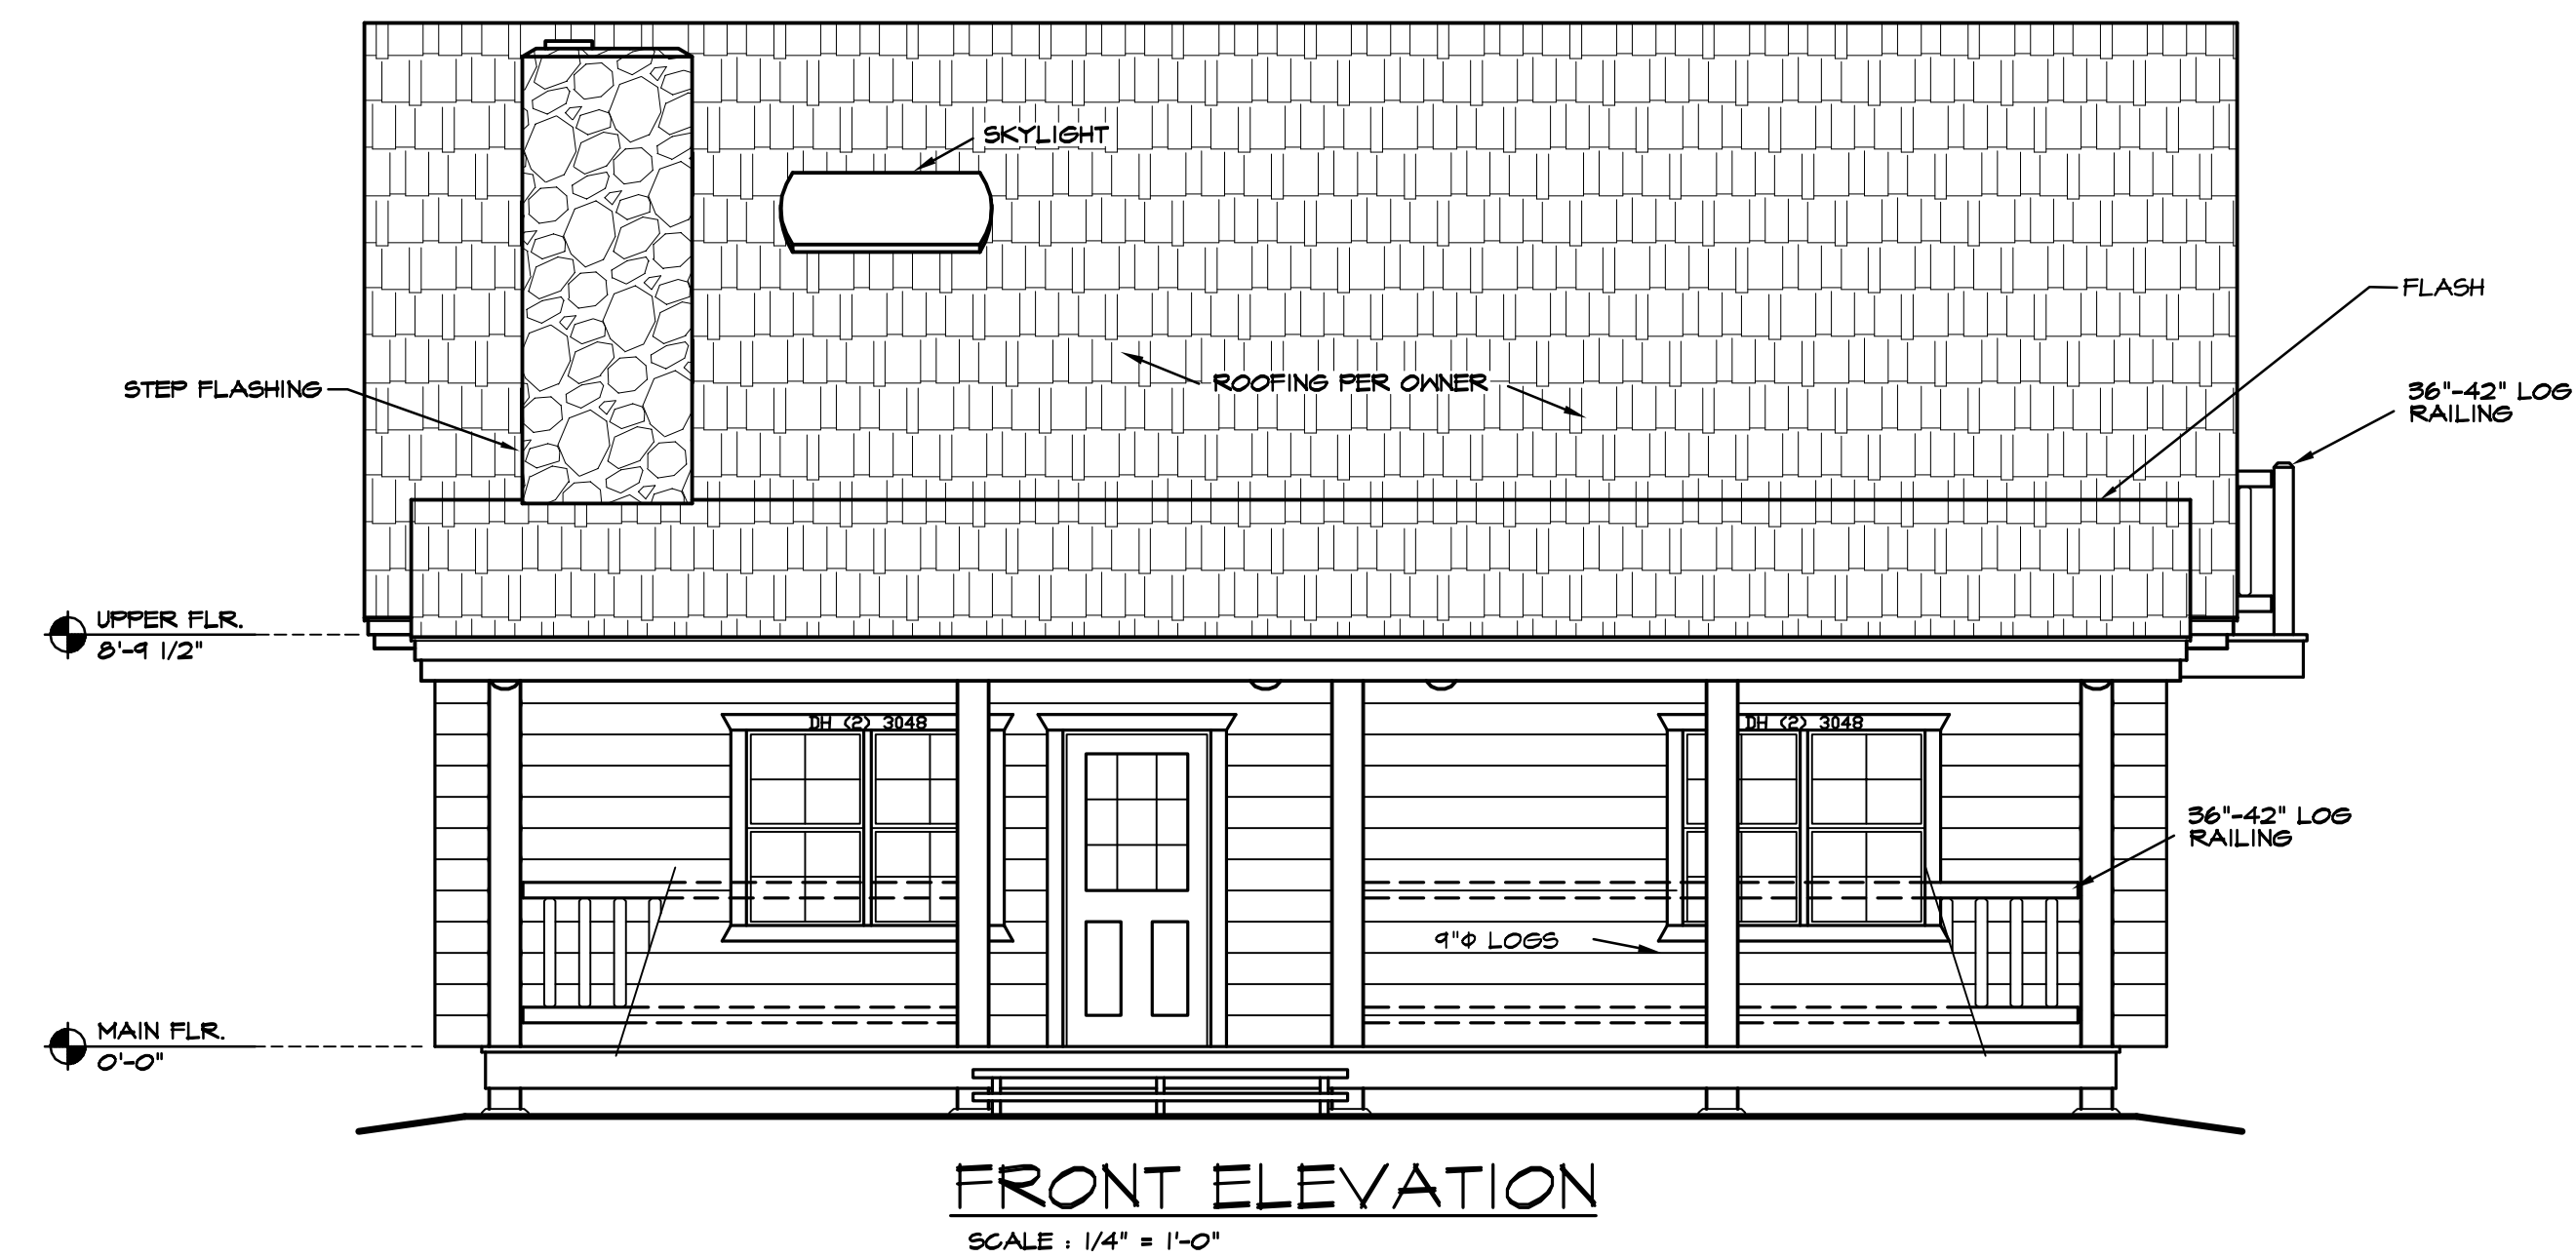 SKYLIGHT
FLASH
STEP FLASHING
ROOFING PER OWNER
36"-42" LOG
RAILING
UPPER FLR.
8'-9 1/2"
DH (2) 3048
DH (2) 3048
36"-42" LOG
RAILING
9"Φ LOGS
MAIN FLR.
0'-0"
FRONT ELEVATION
SCALE : 1/4" = 1'-0"